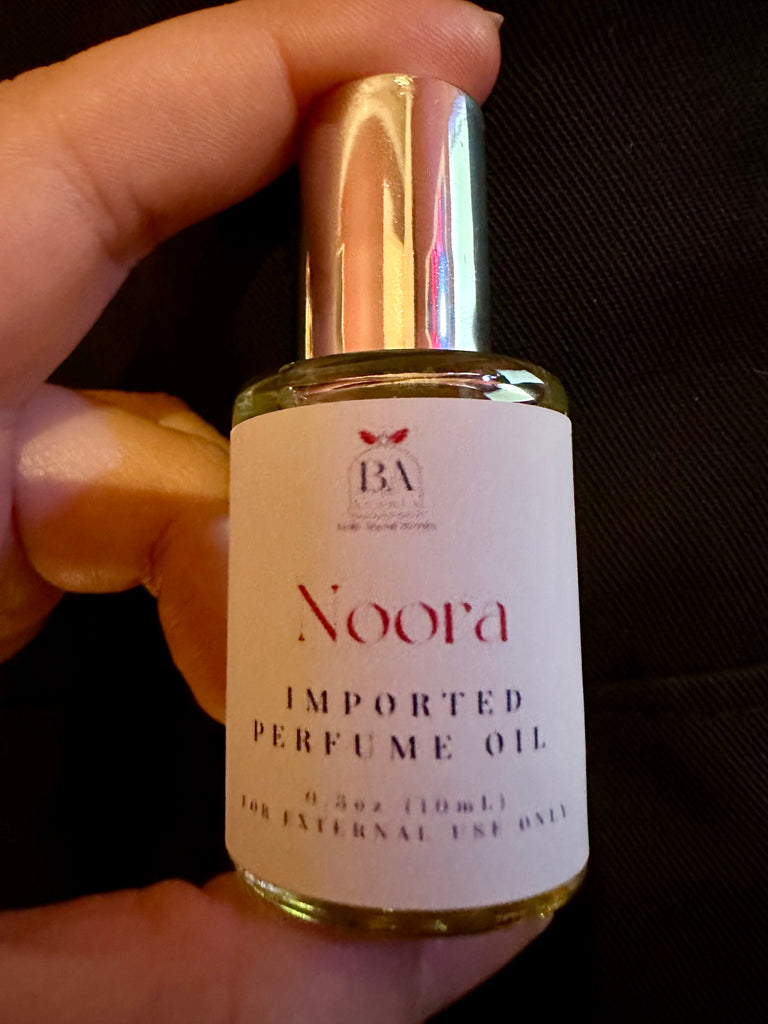 BA
Noora
IMPORTED
PERFUME OIL
0.3oz (10mL)
FOR EXTERNAL USE ONLY